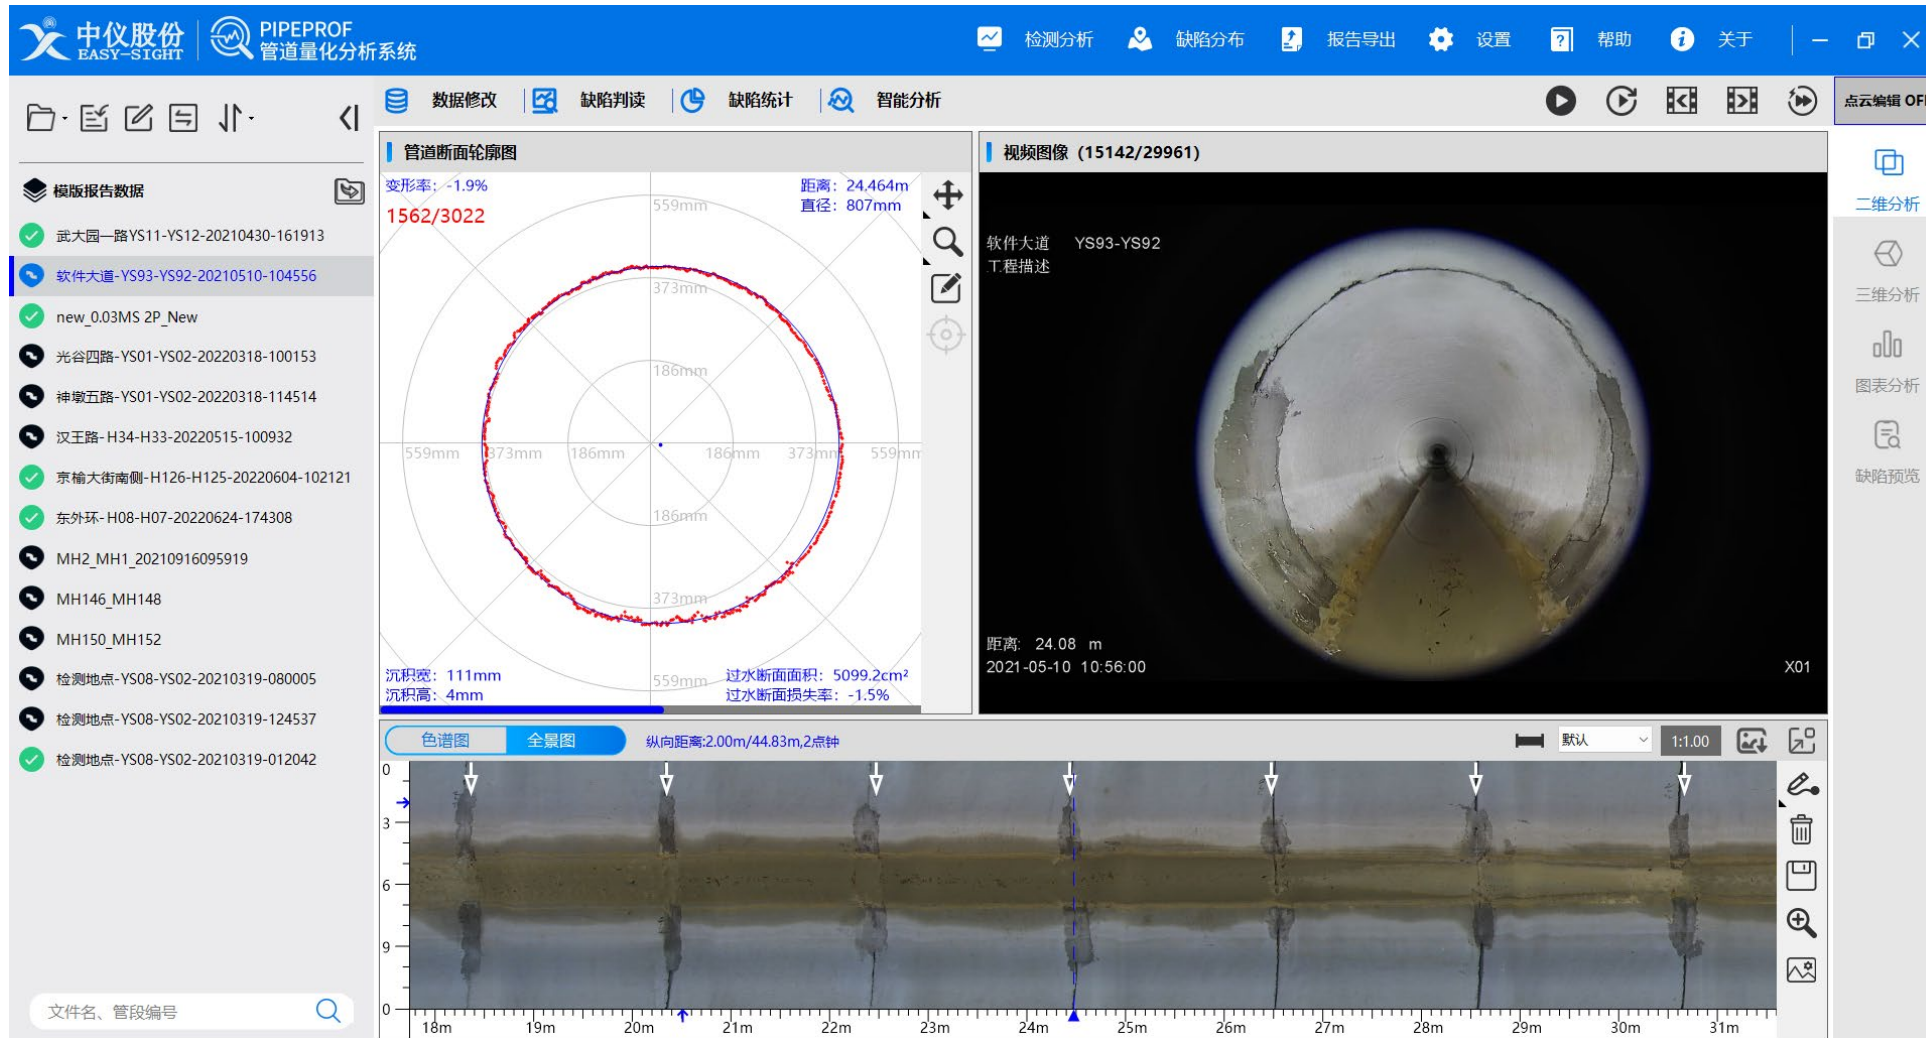 中仪股份
EASY-SIGHT
PIPEPROF
管道量化分析系统
检测分析
缺陷分布
报告导出
设置
帮助
关于
数据修改
缺陷判读
缺陷统计
智能分析
点云编辑 OF
模版报告数据
武大园一路YS11-YS12-20210430-161913
软件大道-YS93-YS92-20210510-104556
new_0.03MS 2P_New
光谷四路-YS01-YS02-20220318-100153
神墩五路-YS01-YS02-20220318-114514
汉王路-H34-H33-20220515-100932
京榆大街南侧-H126-H125-20220604-102121
东外环-H08-H07-20220624-174308
MH2_MH1_20210916095919
MH146_MH148
MH150_MH152
检测地点-YS08-YS02-20210319-080005
检测地点-YS08-YS02-20210319-124537
检测地点-YS08-YS02-20210319-012042
文件名、管段编号
管道断面轮廓图
变形率: -1.9%
1562/3022
距离: 24.464m
直径: 807mm
559mm
373mm
186mm
559mm 373mm 186mm 186mm 373mm 559mm
186mm
373mm
559mm
沉积宽: 111mm
沉积高: 4mm
过水断面面积: 5099.2cm²
过水断面损失率: -1.5%
视频图像 (15142/29961)
软件大道 YS93-YS92
工程描述
距离: 24.08 m
2021-05-10 10:56:00
X01
二维分析
三维分析
图表分析
缺陷预览
色谱图
全景图
纵向距离:2.00m/44.83m,2点钟
默认
1:1.00
0
3
6
9
0
18m 19m 20m 21m 22m 23m 24m 25m 26m 27m 28m 29m 30m 31m